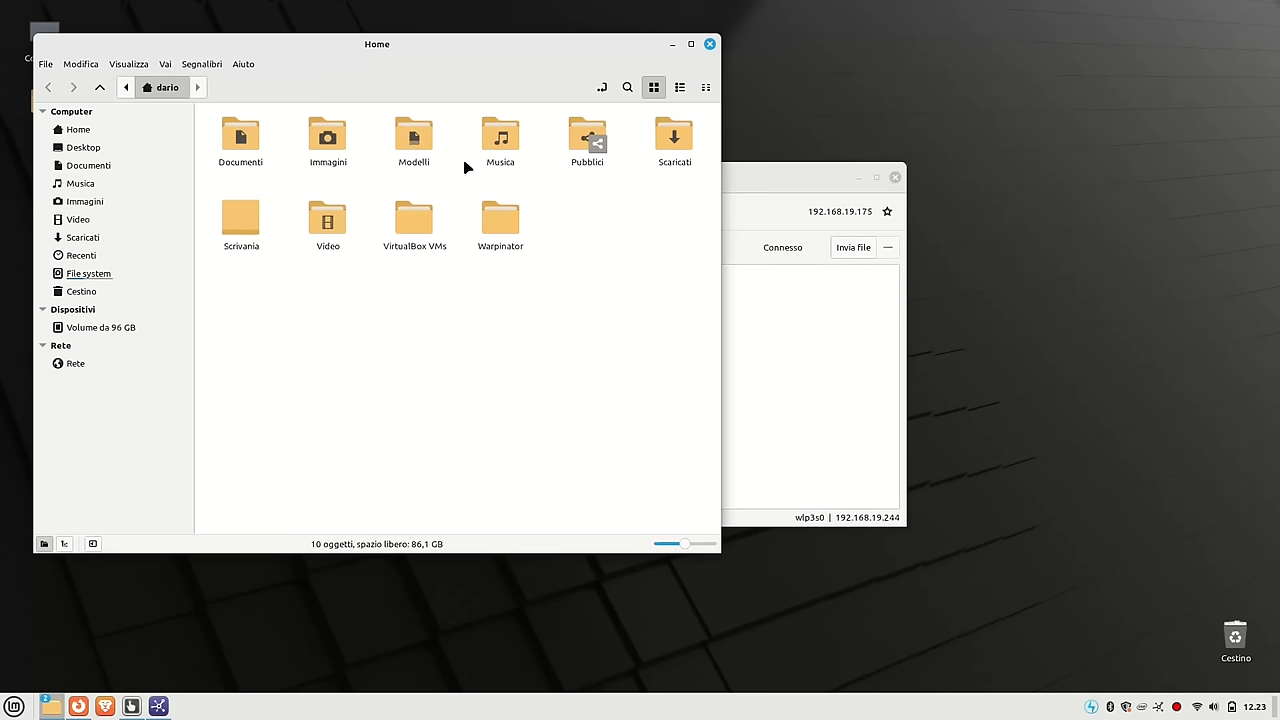 Home
File Modifica Visualizza Vai Segnalibri Aiuto
dario
Computer
Home
Desktop
Documenti
Musica
Immagini
Video
Scaricati
Recenti
File system
Cestino
Dispositivi
Volume da 96 GB
Rete
Rete
Documenti Immagini Modelli Musica Pubblici Scaricati
Scrivania Video VirtualBox VMs Warpinator
10 oggetti, spazio libero: 86,1 GB
192.168.19.175
Connesso Invia file
wlp3s0 | 192.168.19.244
Cestino
2
12.23